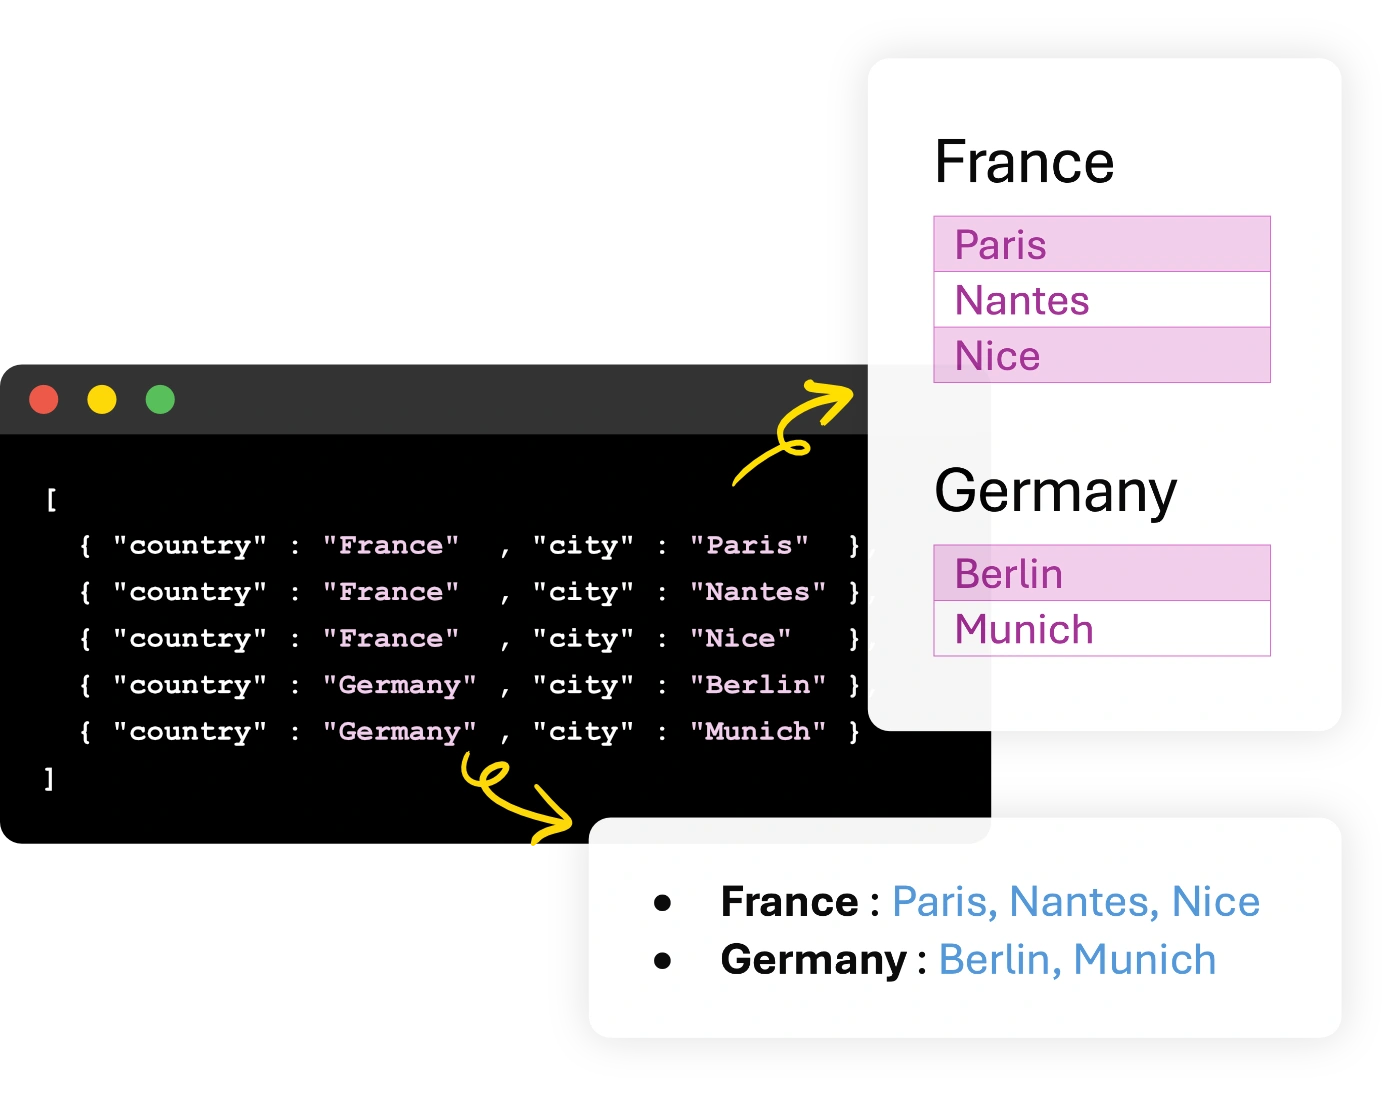 France
Paris
Nantes
Nice
Germany
Berlin
Munich
[
{ "country" : "France" , "city" : "Paris" },
{ "country" : "France" , "city" : "Nantes" },
{ "country" : "France" , "city" : "Nice" },
{ "country" : "Germany" , "city" : "Berlin" },
{ "country" : "Germany" , "city" : "Munich" }
]
• France : Paris, Nantes, Nice
• Germany : Berlin, Munich